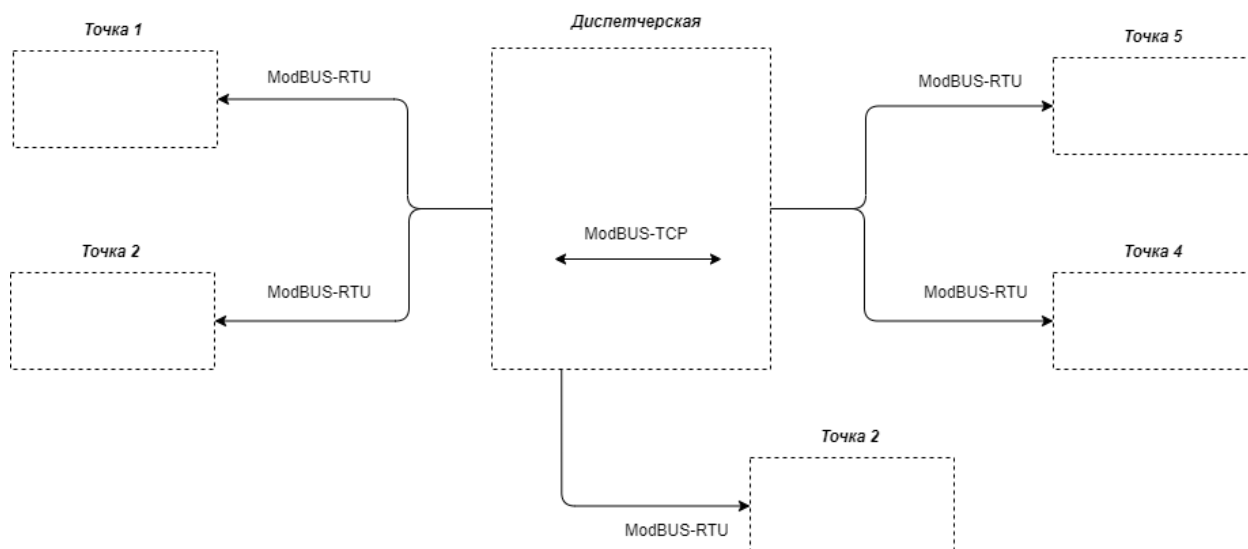 Диспетчерская
Точка 1
Точка 5
ModBUS-RTU
ModBUS-RTU
ModBUS-TCP
Точка 2
Точка 4
ModBUS-RTU
ModBUS-RTU
Точка 2
ModBUS-RTU